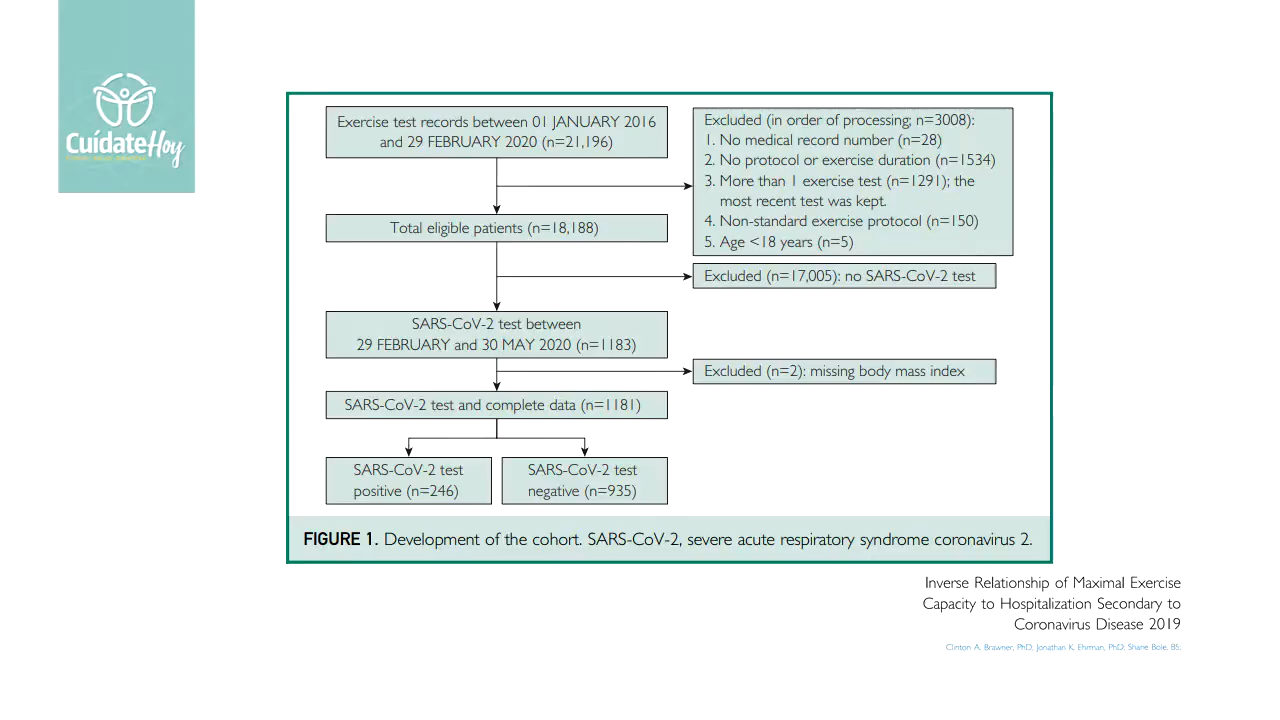 CuídateHoy
Exercise test records between 01 JANUARY 2016
and 29 FEBRUARY 2020 (n=21,196)
Excluded (in order of processing; n=3008):
1. No medical record number (n=28)
2. No protocol or exercise duration (n=1534)
3. More than 1 exercise test (n=1291); the
most recent test was kept.
4. Non-standard exercise protocol (n=150)
5. Age <18 years (n=5)
Total eligible patients (n=18,188)
Excluded (n=17,005): no SARS-CoV-2 test
SARS-CoV-2 test between
29 FEBRUARY and 30 MAY 2020 (n=1183)
Excluded (n=2): missing body mass index
SARS-CoV-2 test and complete data (n=1181)
SARS-CoV-2 test
positive (n=246)
SARS-CoV-2 test
negative (n=935)
FIGURE 1. Development of the cohort. SARS-CoV-2, severe acute respiratory syndrome coronavirus 2.
Inverse Relationship of Maximal Exercise
Capacity to Hospitalization Secondary to
Coronavirus Disease 2019
Clinton A. Brawner, PhD; Jonathan K. Ehrman, PhD; Shane Bole, BS;